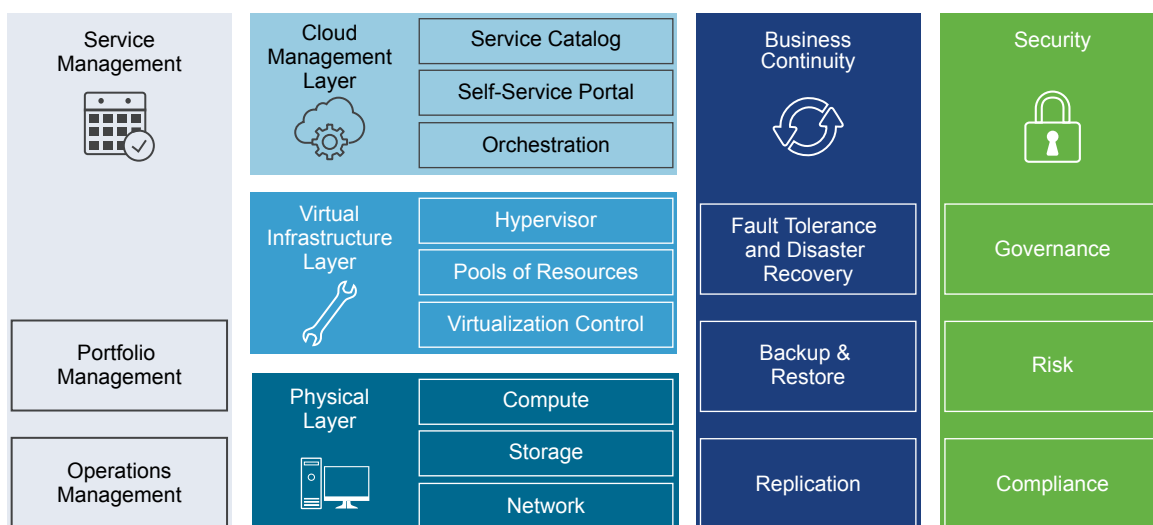 Service
Management
Portfolio
Management
Operations
Management
Cloud
Management
Layer
Service Catalog
Self-Service Portal
Orchestration
Virtual
Infrastructure
Layer
Hypervisor
Pools of Resources
Virtualization Control
Physical
Layer
Compute
Storage
Network
Business
Continuity
Fault Tolerance
and Disaster
Recovery
Backup &
Restore
Replication
Security
Governance
Risk
Compliance